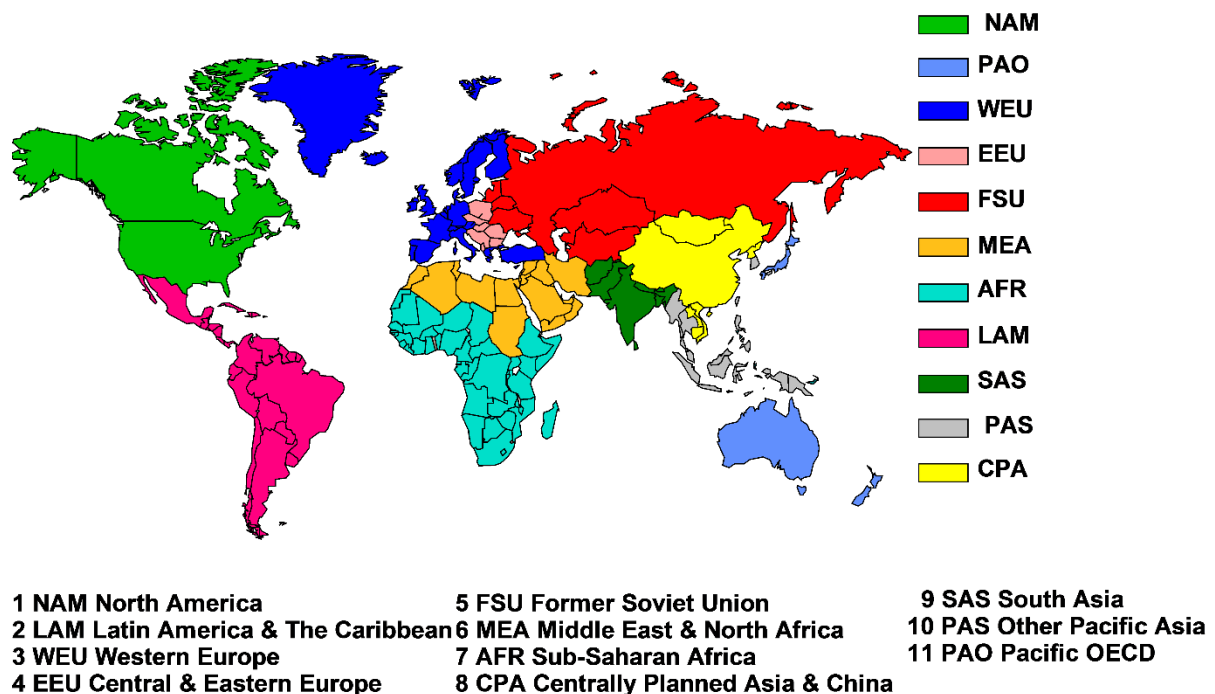 NAM
PAO
WEU
EEU
FSU
MEA
AFR
LAM
SAS
PAS
CPA
1 NAM North America
2 LAM Latin America & The Caribbean
3 WEU Western Europe
4 EEU Central & Eastern Europe
5 FSU Former Soviet Union
6 MEA Middle East & North Africa
7 AFR Sub-Saharan Africa
8 CPA Centrally Planned Asia & China
9 SAS South Asia
10 PAS Other Pacific Asia
11 PAO Pacific OECD